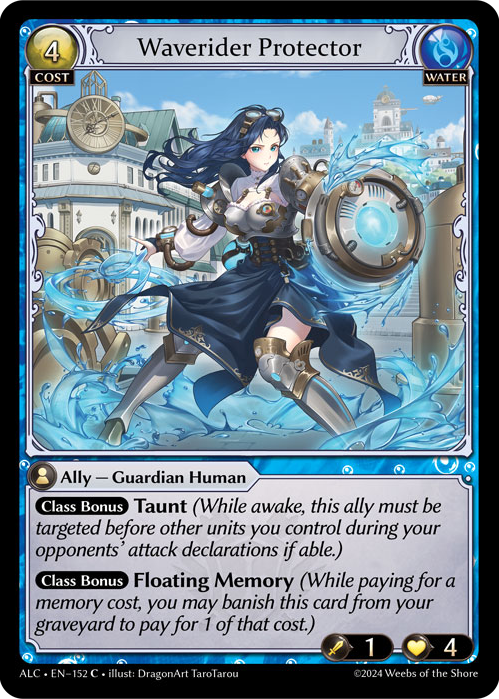 4
Waverider Protector
COST
WATER
Ally — Guardian Human
Class Bonus Taunt (While awake, this ally must be
targeted before other units you control during your
opponents' attack declarations if able.)
Class Bonus Floating Memory (While paying for a
memory cost, you may banish this card from your
graveyard to pay for 1 of that cost.)
1
4
ALC • EN–152 C • illust: DragonArt TaroTarou
©2024 Weebs of the Shore